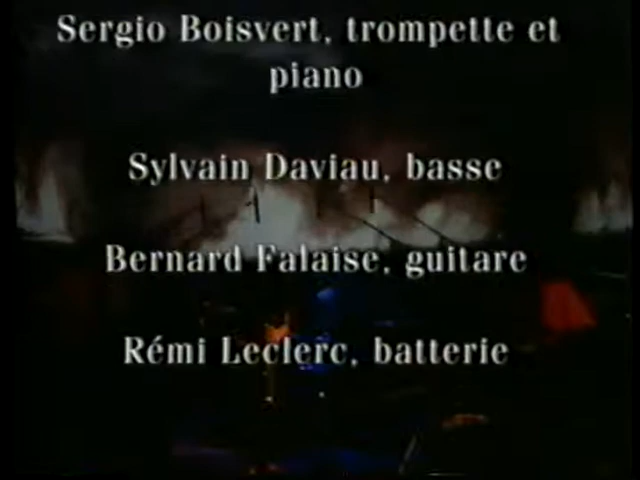 Sergio Boisvert, trompette et
piano
Sylvain Daviau, basse
Bernard Falaise, guitare
Rémi Leclerc, batterie